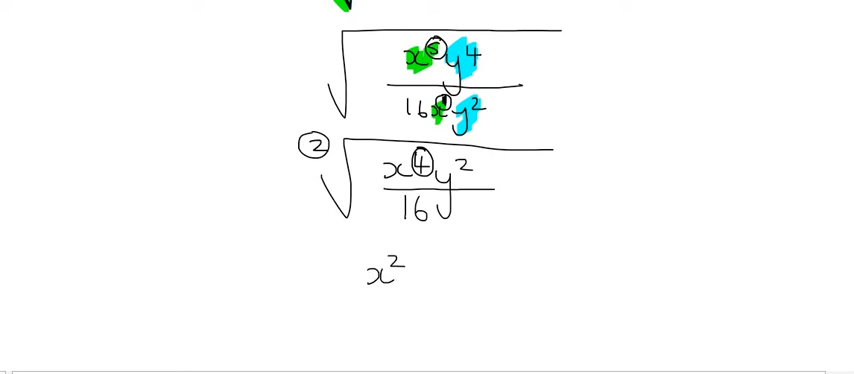 √(x⁵y⁴ / 16x¹y²)
②√(x⁴y² / 16)
x²